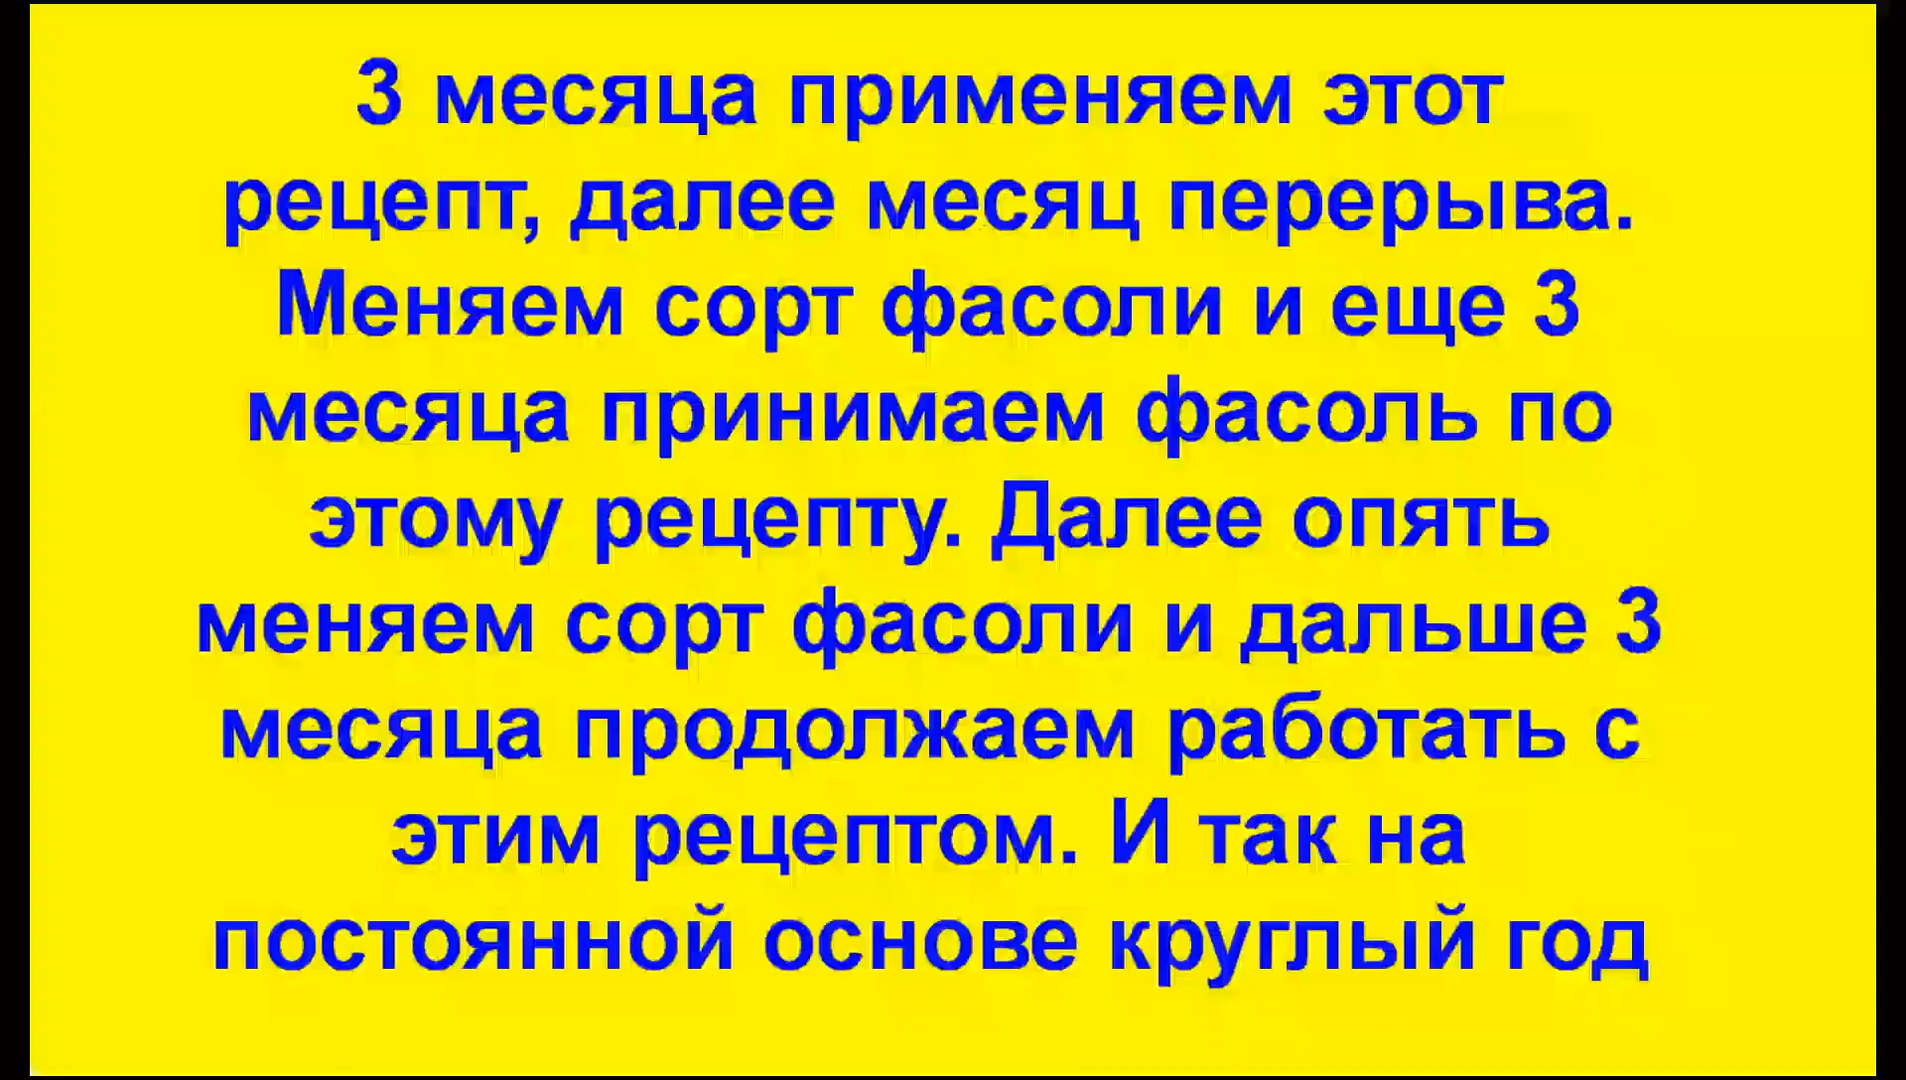 3 месяца применяем этот
рецепт, далее месяц перерыва.
Меняем сорт фасоли и еще 3
месяца принимаем фасоль по
этому рецепту. Далее опять
меняем сорт фасоли и дальше 3
месяца продолжаем работать с
этим рецептом. И так на
постоянной основе круглый год